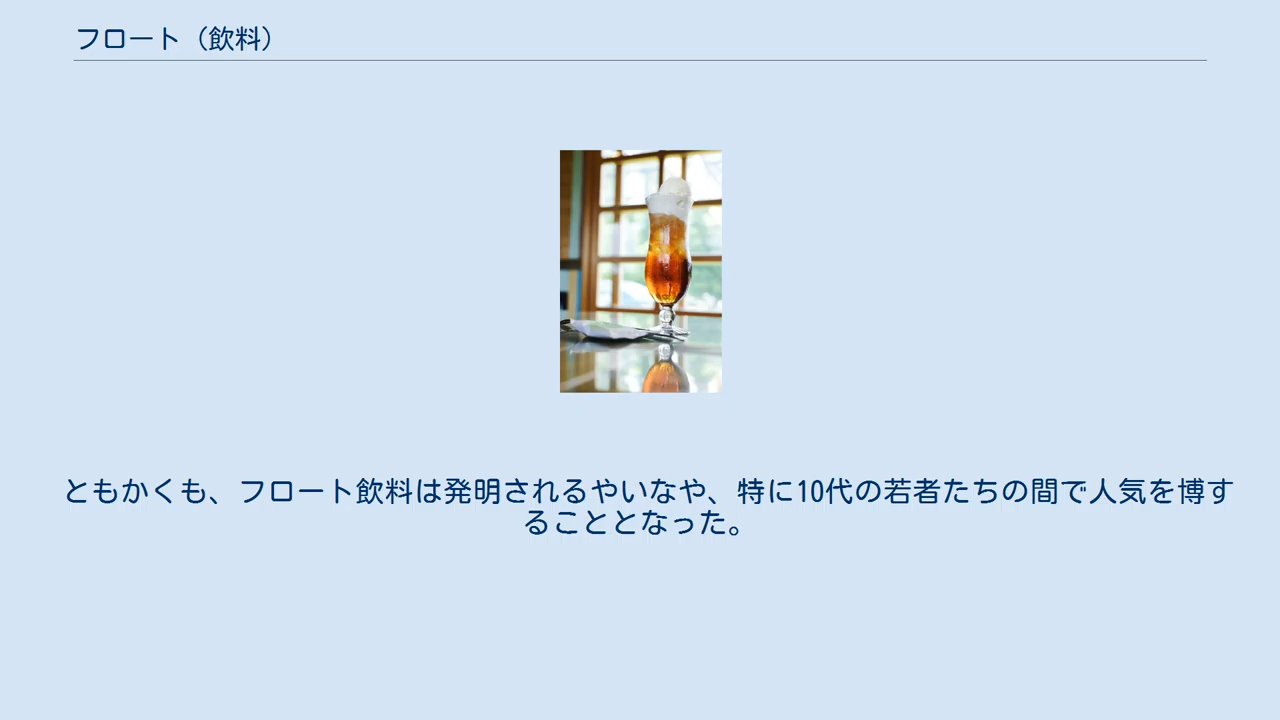 フロート（飲料）
ともかくも、フロート飲料は発明されるやいなや、特に10代の若者たちの間で人気を博す
ることとなった。